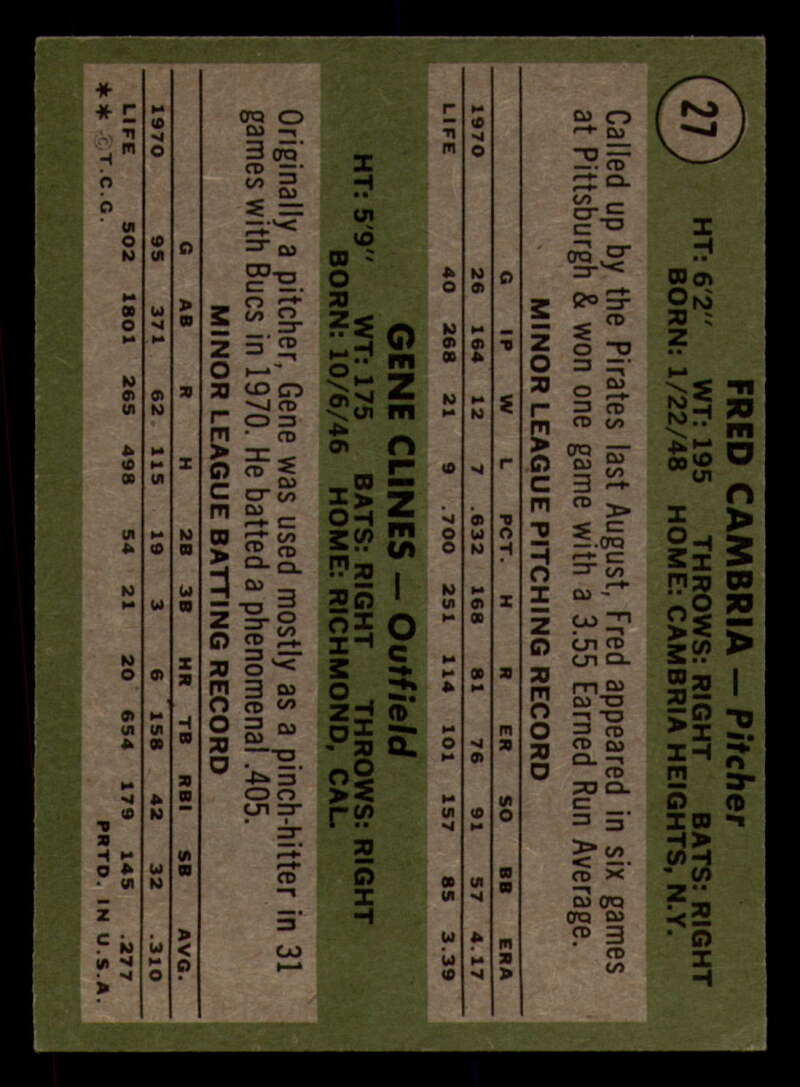 27
FRED CAMBRIA — Pitcher
HT: 6'2" WT: 195 THROWS: RIGHT BATS: RIGHT
BORN: 1/22/48 HOME: CAMBRIA HEIGHTS, N.Y.
Called up by the Pirates last August, Fred appeared in six games
at Pittsburgh & won one game with a 3.55 Earned Run Average.
MINOR LEAGUE PITCHING RECORD
G IP W L PCT. H R ER SO BB ERA
1970 26 164 12 7 .632 168 81 76 91 57 4.17
LIFE 40 268 21 9 .700 251 114 101 157 85 3.39
GENE CLINES — Outfield
HT: 5'9" WT: 175 BATS: RIGHT THROWS: RIGHT
BORN: 10/6/46 HOME: RICHMOND, CAL.
Originally a pitcher, Gene was used mostly as a pinch-hitter in 31
games with Bucs in 1970. He batted a phenomenal .405.
MINOR LEAGUE BATTING RECORD
G AB R H 2B 3B HR TB RBI SB AVG.
1970 95 371 62 115 19 3 6 158 42 32 .310
LIFE 502 1801 265 498 54 21 20 654 179 145 .277
** ©T.C.G. PRTD. IN U.S.A.